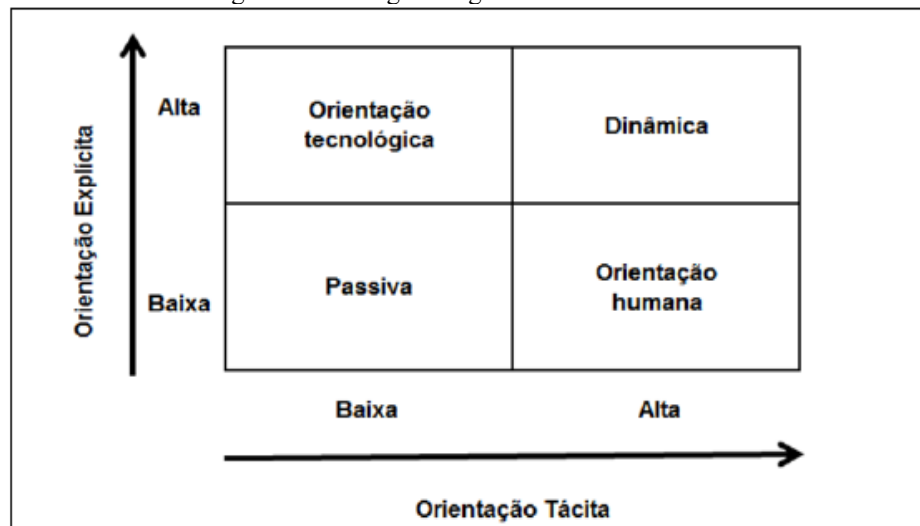 Orientação Explícita
Alta
Orientação
tecnológica
Dinâmica
Baixa
Passiva
Orientação
humana
Baixa
Alta
Orientação Tácita